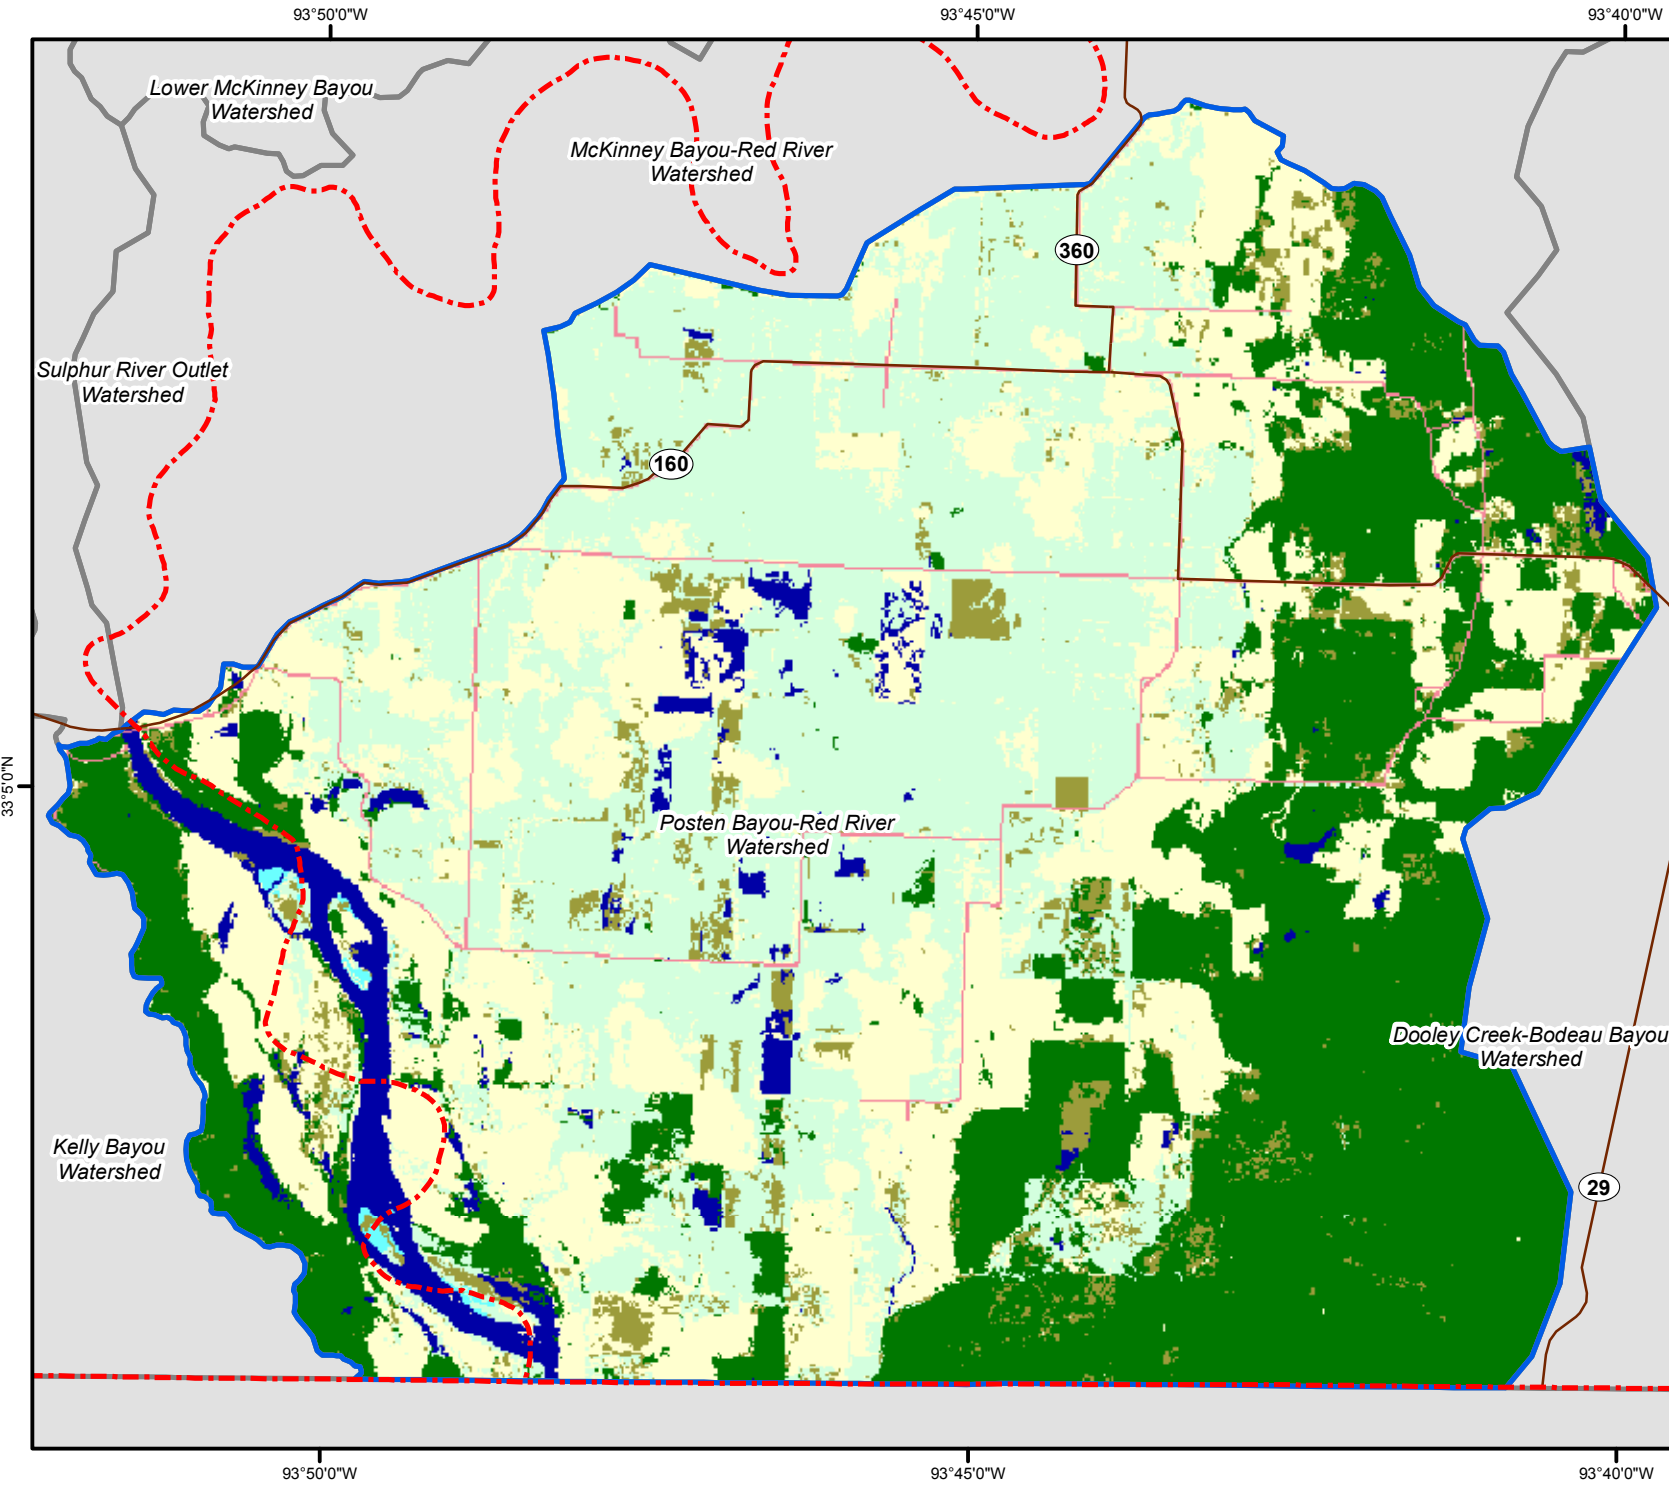 93°50'0"W
93°45'0"W
93°40'0"W
Lower McKinney Bayou
Watershed
McKinney Bayou-Red River
Watershed
360
Sulphur River Outlet
Watershed
160
33°5'0"N
Posten Bayou-Red River
Watershed
Dooley Creek-Bodeau Bayou
Watershed
Kelly Bayou
Watershed
29
93°50'0"W
93°45'0"W
93°40'0"W